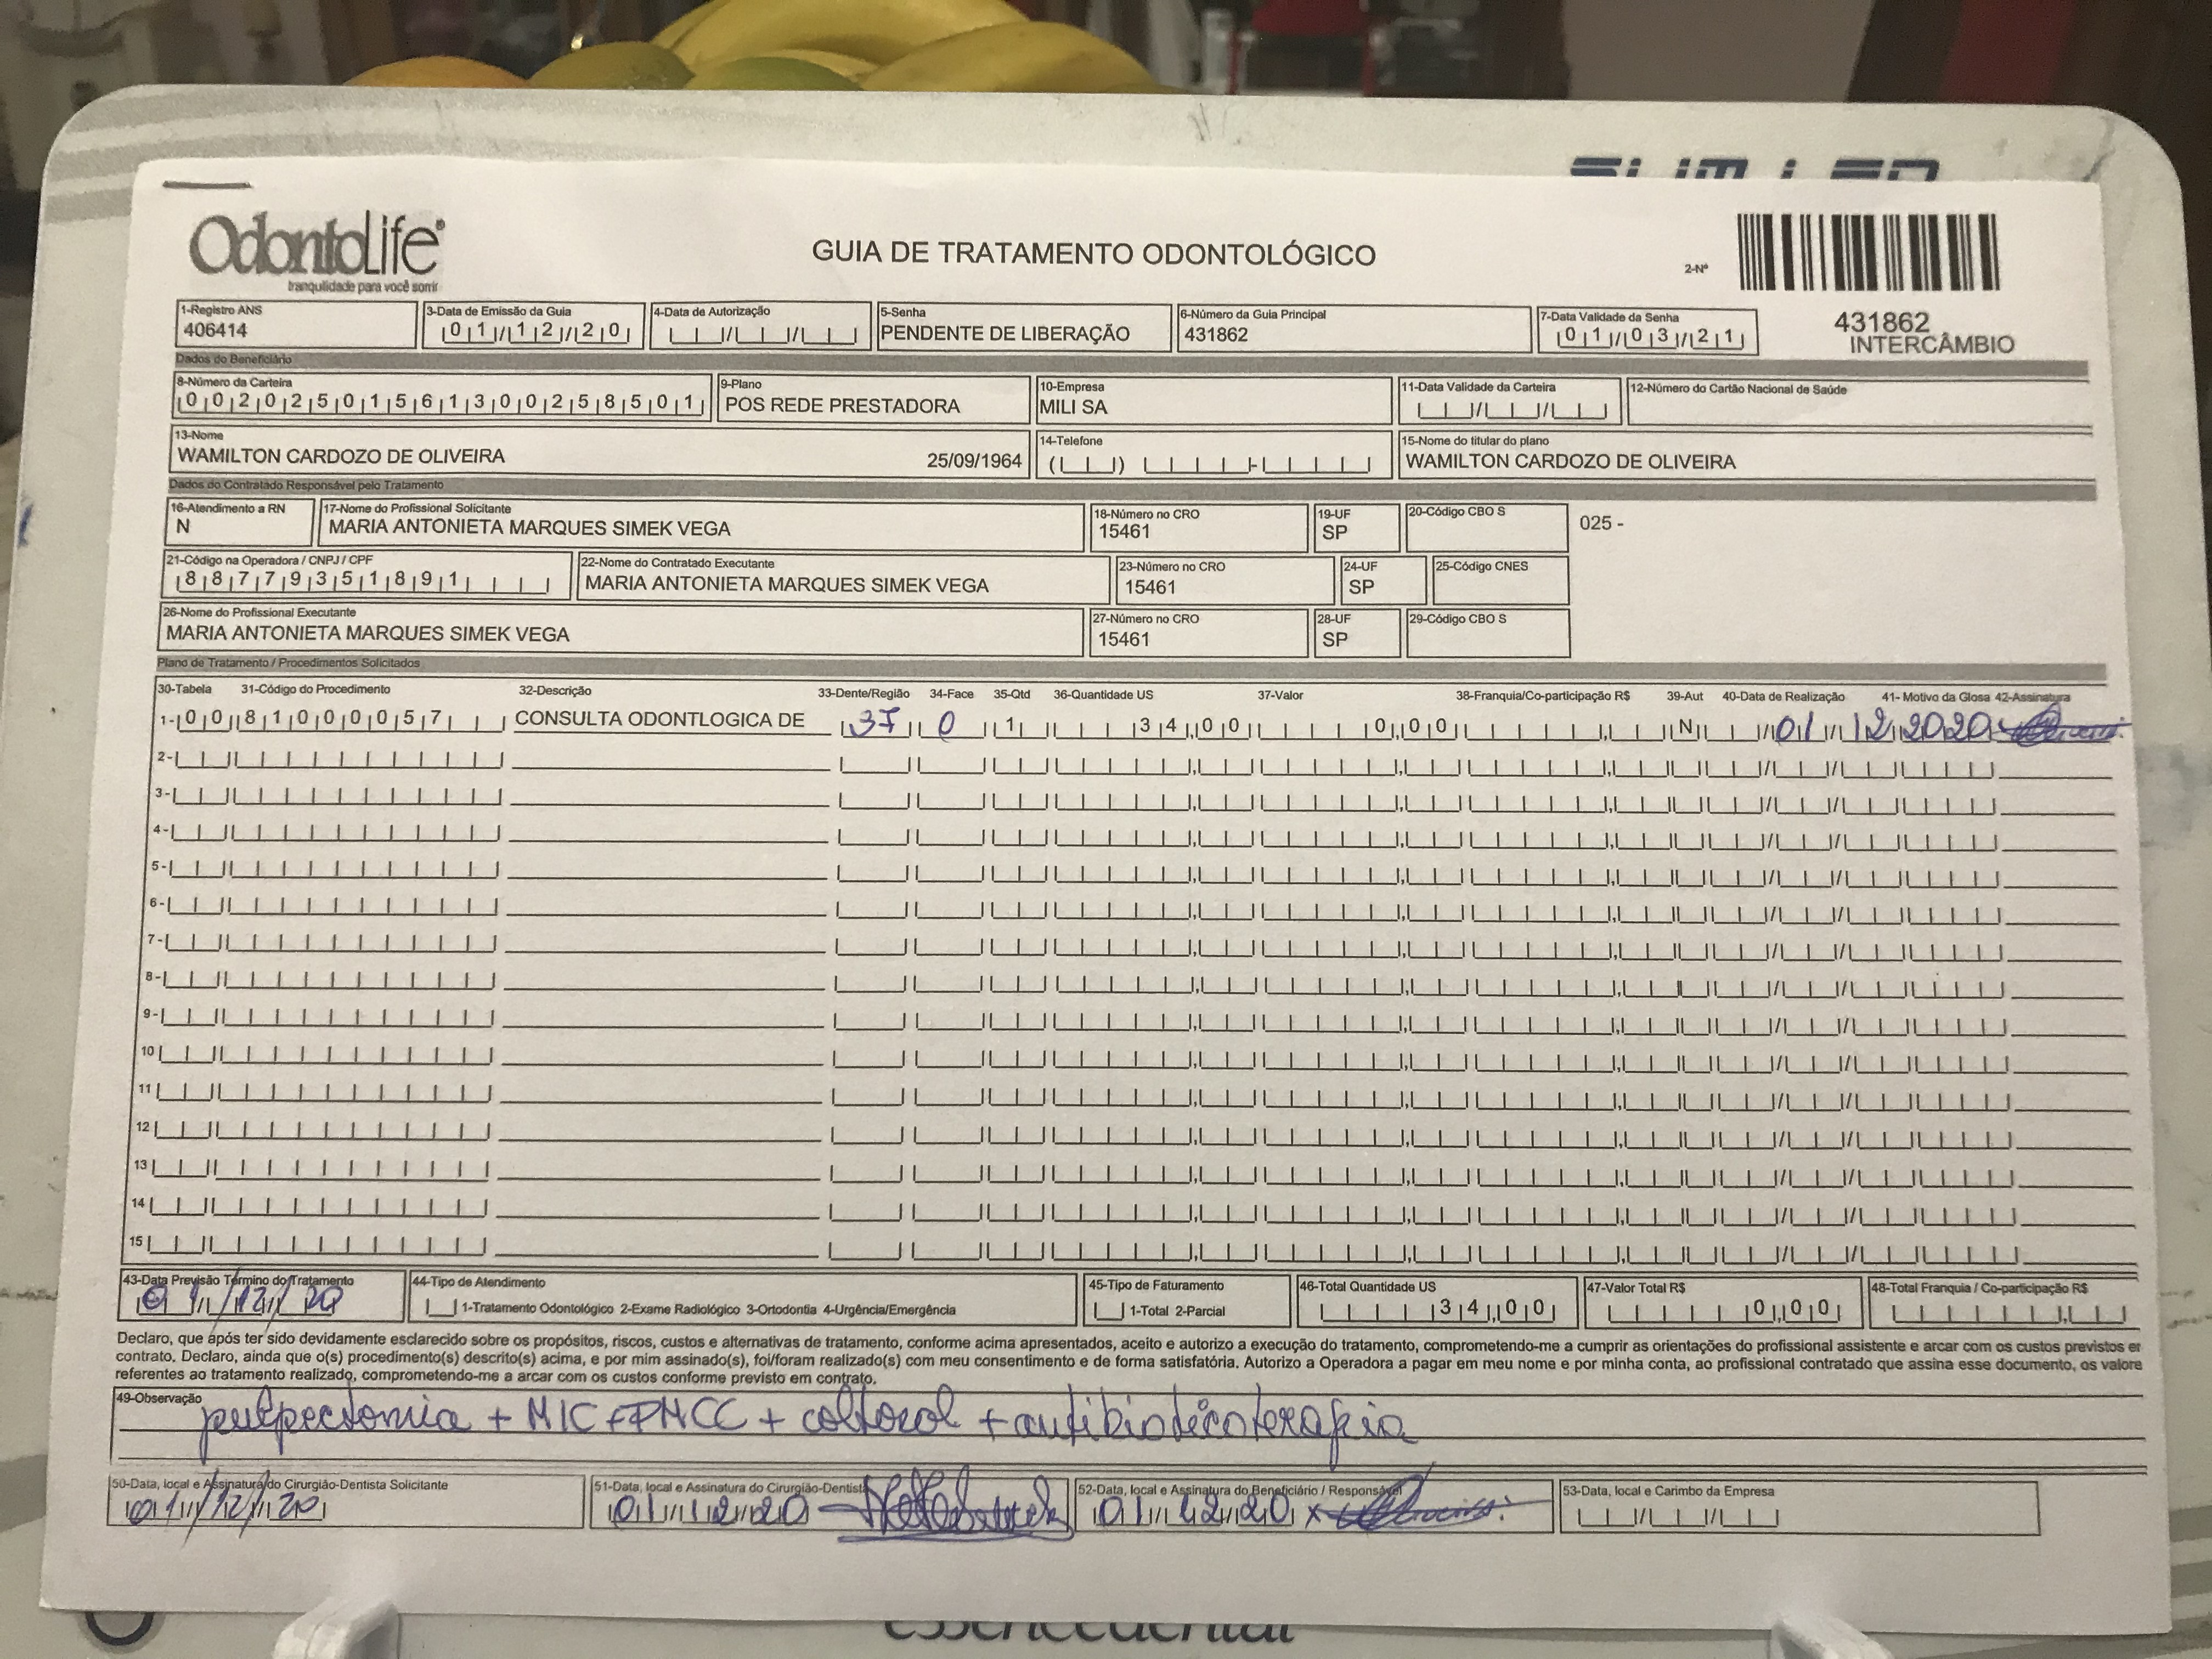 OdontoLife
tranquilidade para você sorrir
GUIA DE TRATAMENTO ODONTOLÓGICO
2-Nº
431862
INTERCÂMBIO
1-Registro ANS
406414
3-Data de Emissão da Guia
01/12/20
4-Data de Autorização
5-Senha
PENDENTE DE LIBERAÇÃO
6-Número da Guia Principal
431862
7-Data Validade da Senha
01/03/21
Dados do Beneficiário
8-Número da Carteira
00202501561300258501
9-Plano
POS REDE PRESTADORA
10-Empresa
MILI SA
11-Data Validade da Carteira
12-Número do Cartão Nacional de Saúde
13-Nome
WAMILTON CARDOZO DE OLIVEIRA 25/09/1964
14-Telefone
15-Nome do titular do plano
WAMILTON CARDOZO DE OLIVEIRA
Dados do Contratado Responsável pelo Tratamento
16-Atendimento a RN
N
17-Nome do Profissional Solicitante
MARIA ANTONIETA MARQUES SIMEK VEGA
18-Número no CRO
15461
19-UF
SP
20-Código CBO S
025 -
21-Código na Operadora / CNPJ / CPF
88779351891
22-Nome do Contratado Executante
MARIA ANTONIETA MARQUES SIMEK VEGA
23-Número no CRO
15461
24-UF
SP
25-Código CNES
26-Nome do Profissional Executante
MARIA ANTONIETA MARQUES SIMEK VEGA
27-Número no CRO
15461
28-UF
SP
29-Código CBO S
Plano de Tratamento / Procedimentos Solicitados
30-Tabela 31-Código do Procedimento 32-Descrição 33-Dente/Região 34-Face 35-Qtd 36-Quantidade US 37-Valor 38-Franquia/Co-participação R$ 39-Aut 40-Data de Realização 41- Motivo da Glosa 42-Assinatura
1- 00 81000057 CONSULTA ODONTLOGICA DE 37 O 1 34,00 0,00 N 01/12/2020
2-
3-
4-
5-
6-
7-
8-
9-
10
11
12
13
14
15
43-Data Previsão Término do Tratamento
01/12/20
44-Tipo de Atendimento
1-Tratamento Odontológico 2-Exame Radiológico 3-Ortodontia 4-Urgência/Emergência
45-Tipo de Faturamento
1-Total 2-Parcial
46-Total Quantidade US
34,00
47-Valor Total R$
0,00
48-Total Franquia / Co-participação R$
Declaro, que após ter sido devidamente esclarecido sobre os propósitos, riscos, custos e alternativas de tratamento, conforme acima apresentados, aceito e autorizo a execução do tratamento, comprometendo-me a cumprir as orientações do profissional assistente e arcar com os custos previstos er
contrato. Declaro, ainda que o(s) procedimento(s) descrito(s) acima, e por mim assinado(s), foi/foram realizado(s) com meu consentimento e de forma satisfatória. Autorizo a Operadora a pagar em meu nome e por minha conta, ao profissional contratado que assina esse documento, os valore
referentes ao tratamento realizado, comprometendo-me a arcar com os custos conforme previsto em contrato.
49-Observação
pulpectomia + MIC + PMCC + coltosol + antibioticoterapia
50-Data, local e Assinatura do Cirurgião-Dentista Solicitante
01/12/20
51-Data, local e Assinatura do Cirurgião-Dentista
01/12/20
52-Data, local e Assinatura do Beneficiário / Responsável
01/12/20 x
53-Data, local e Carimbo da Empresa